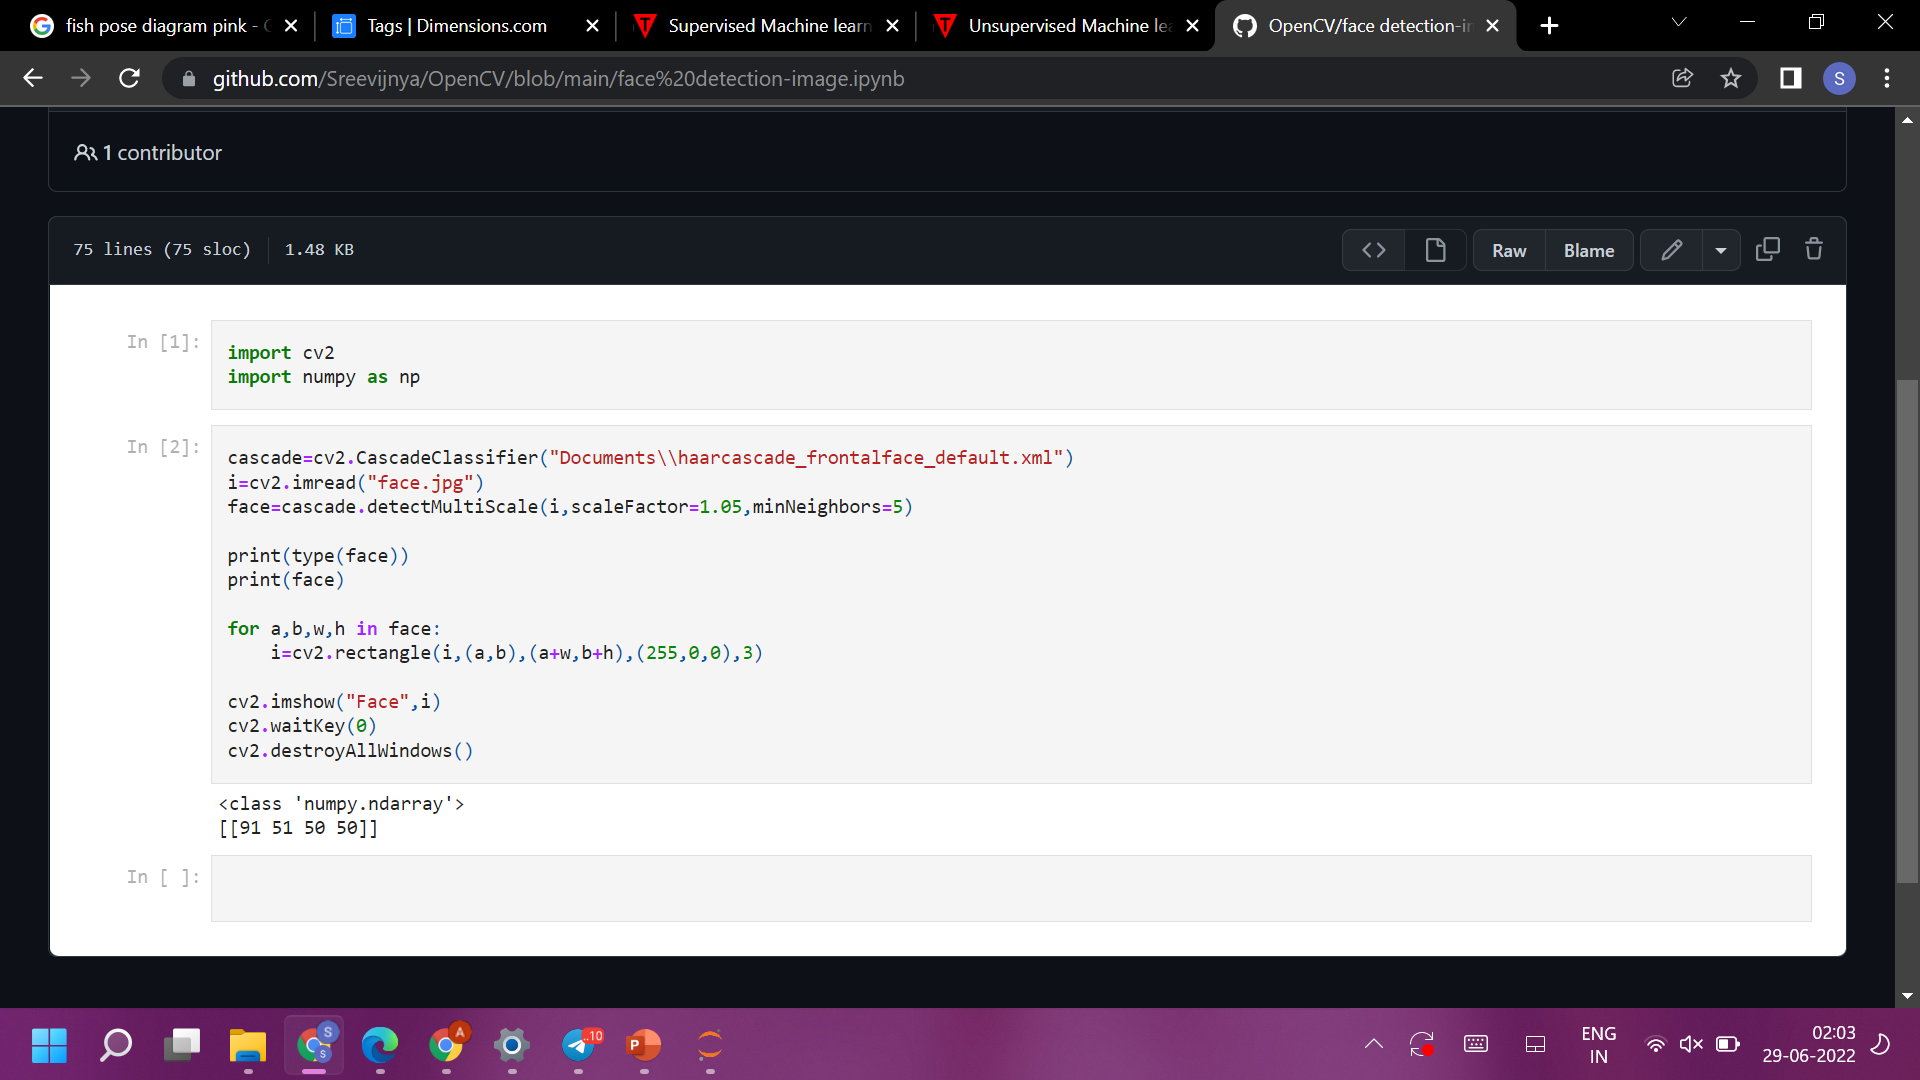 fish pose diagram pink -
Tags | Dimensions.com
Supervised Machine learn
Unsupervised Machine lea
OpenCV/face detection-i
github.com/Sreevijnya/OpenCV/blob/main/face%20detection-image.ipynb
S
1 contributor
75 lines (75 sloc)
1.48 KB
Raw
Blame
In [1]:
import cv2
import numpy as np
In [2]:
cascade=cv2.CascadeClassifier("Documents\\haarcascade_frontalface_default.xml")
i=cv2.imread("face.jpg")
face=cascade.detectMultiScale(i,scaleFactor=1.05,minNeighbors=5)
print(type(face))
print(face)
for a,b,w,h in face:
    i=cv2.rectangle(i,(a,b),(a+w,b+h),(255,0,0),3)
cv2.imshow("Face",i)
cv2.waitKey(0)
cv2.destroyAllWindows()
<class 'numpy.ndarray'>
[[91 51 50 50]]
In [ ]:
S
S
A
..10
P
ENG
IN
02:03
29-06-2022